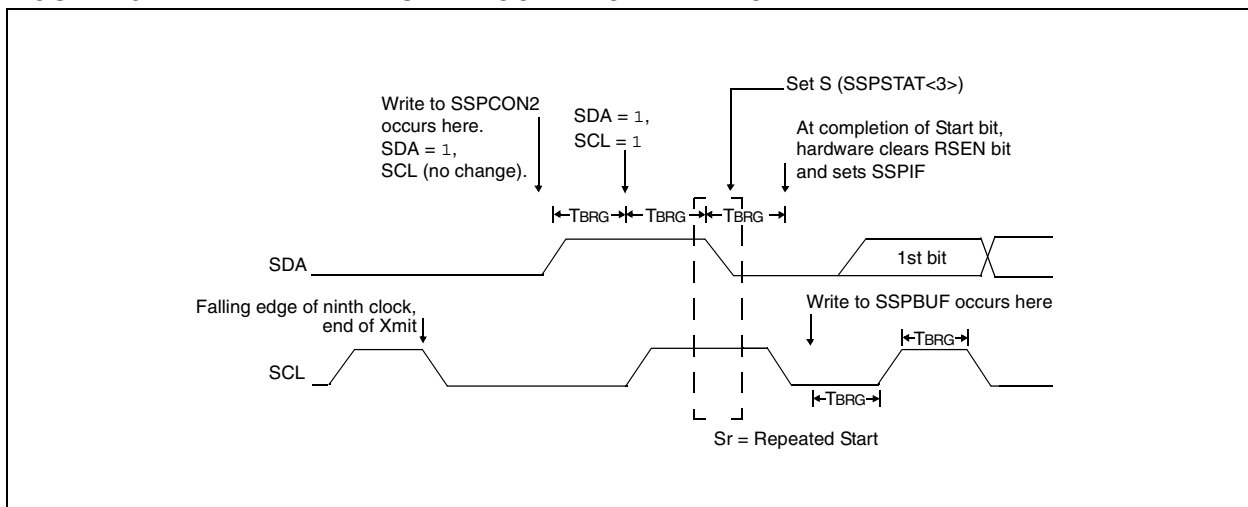 Set S (SSPSTAT<3>)
Write to SSPCON2
occurs here.
SDA = 1,
SCL (no change).
SDA = 1,
SCL = 1
At completion of Start bit,
hardware clears RSEN bit
and sets SSPIF
TBRG
TBRG
TBRG
SDA
1st bit
Falling edge of ninth clock,
end of Xmit
Write to SSPBUF occurs here
TBRG
SCL
TBRG
Sr = Repeated Start